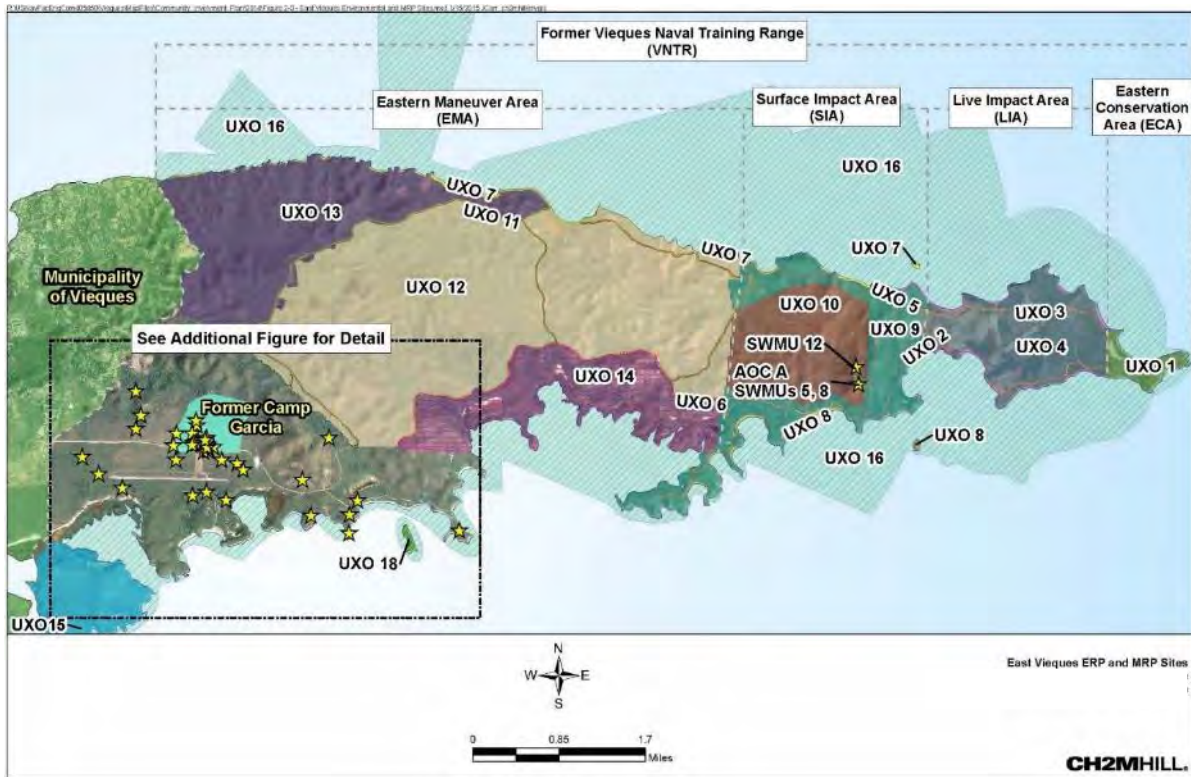 Former Vieques Naval Training Range
(VNTR)
Eastern Maneuver Area
(EMA)
Surface Impact Area
(SIA)
Live Impact Area
(LIA)
Eastern
Conservation
Area (ECA)
UXO 16
UXO 16
UXO 7
UXO 13
UXO 11
UXO 7
UXO 7
Municipality
of Vieques
UXO 12
UXO 10
UXO 5
UXO 3
UXO 9
UXO 2
SWMU 12
UXO 4
See Additional Figure for Detail
UXO 1
UXO 14
AOC A
SWMUs 5, 8
Former Camp
Garcia
UXO 6
UXO 8
UXO 8
UXO 16
UXO 18
UXO15
N
W E
S
East Vieques ERP and MRP Sites
0 0.85 1.7
Miles
CH2MHILL.